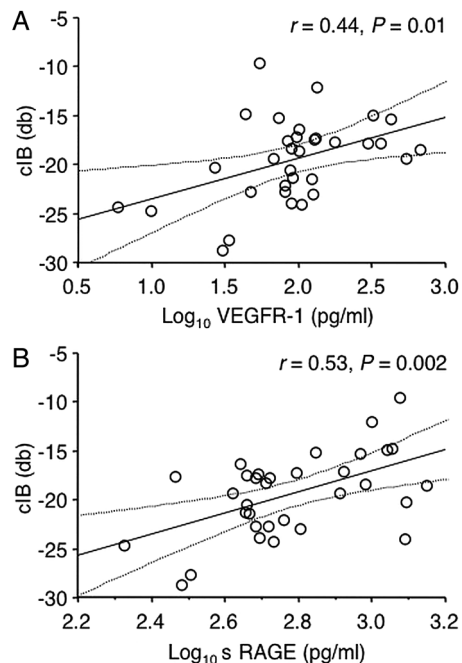 A
r = 0.44, P = 0.01
-5
-10
-15
-20
-25
-30
cIB (db)
0.5 1.0 1.5 2.0 2.5 3.0
Log₁₀ VEGFR-1 (pg/ml)
B
r = 0.53, P = 0.002
-5
-10
-15
-20
-25
-30
cIB (db)
2.2 2.4 2.6 2.8 3.0 3.2
Log₁₀ s RAGE (pg/ml)